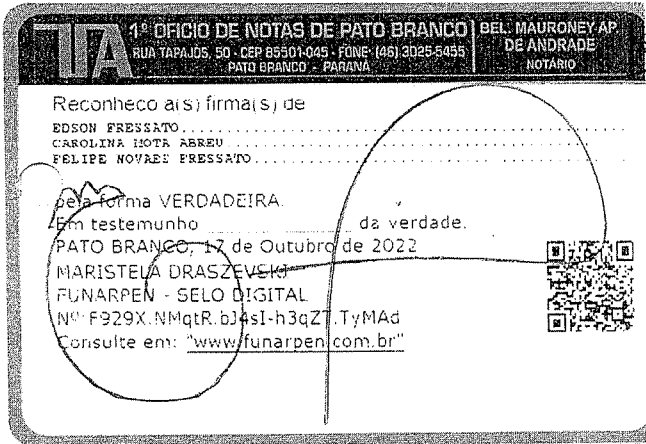 1º OFÍCIO DE NOTAS DE PATO BRANCO
RUA TAPAJÓS, 50 - CEP 85501-045 - FONE: (46) 3025-5455
PATO BRANCO - PARANÁ
BEL. MAURONEY AP.
DE ANDRADE
NOTÁRIO
Reconheço a(s) firma(s) de
EDSON FRESSATO
CAROLINA MOTA ABREU
FELIPE NOVAES FRESSATO
pela forma VERDADEIRA.
Em testemunho da verdade.
PATO BRANCO, 17 de Outubro de 2022
MARISTELA DRASZEVSKI
FUNARPEN - SELO DIGITAL
Nº F929X.NMqtR.bJ4sI-h3qZT.TyMAd
Consulte em: "www.funarpen.com.br"